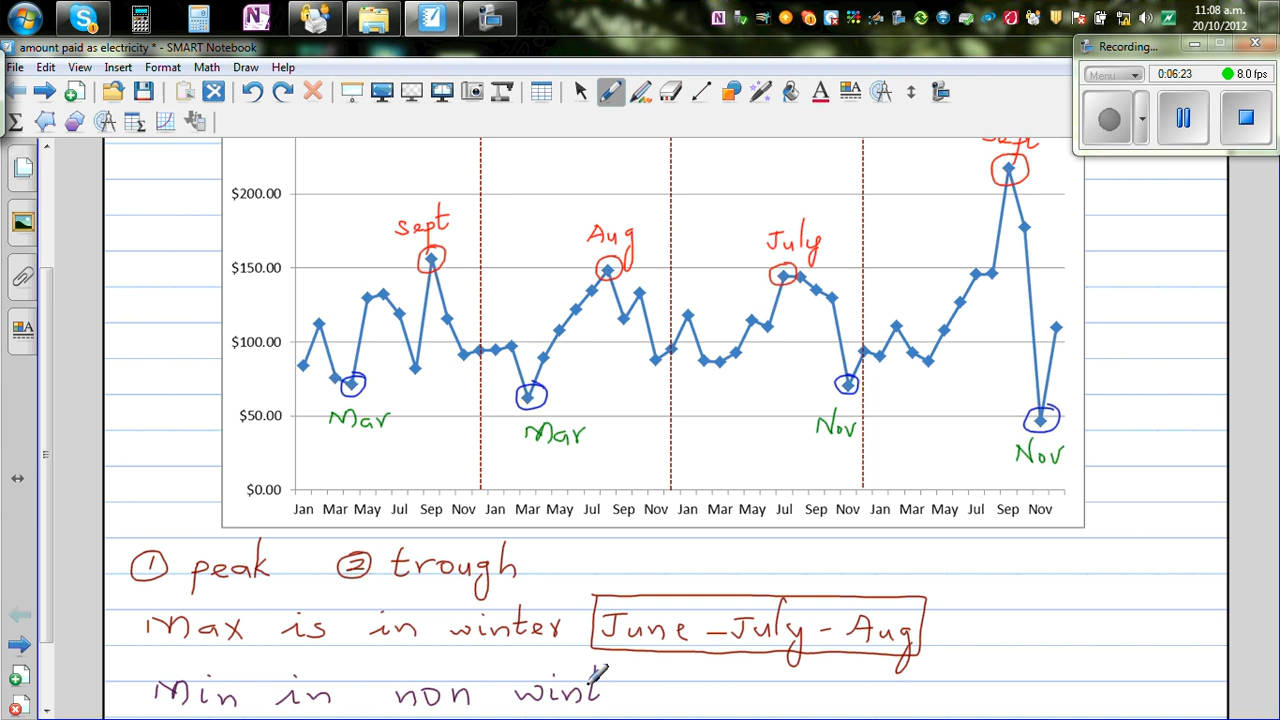 11:08 a.m.
20/10/2012
amount paid as electricity * - SMART Notebook
Recording...
File Edit View Insert Format Math Draw Help
Menu
0:06:23
8.0 fps
Sept
$200.00
Sept
Aug
July
$150.00
$100.00
$50.00
Mar
Mar
Nov
Nov
$0.00
Jan Mar May Jul Sep Nov Jan Mar May Jul Sep Nov Jan Mar May Jul Sep Nov Jan Mar May Jul Sep Nov
① peak ② trough
Max is in winter June - July - Aug
Min in non wint